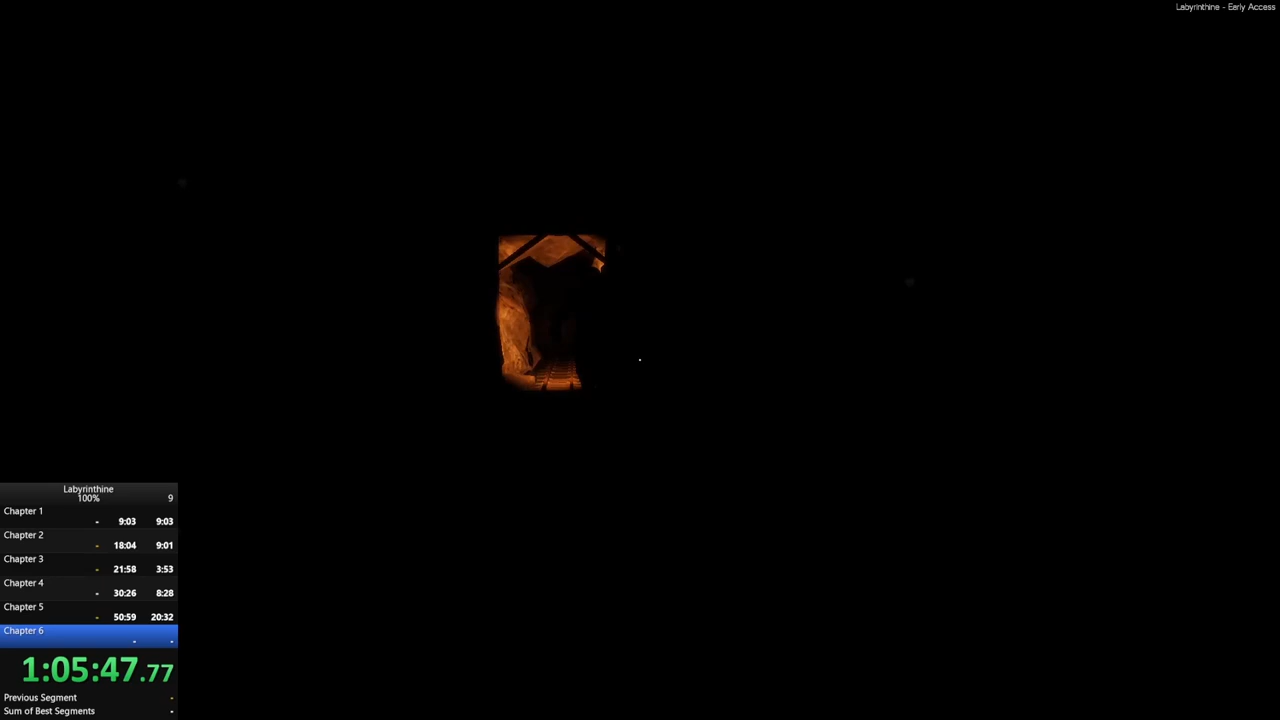 Labyrinthine - Early Access
Labyrinthine
100% 9
Chapter 1
- 9:03 9:03
Chapter 2
- 18:04 9:01
Chapter 3
- 21:58 3:53
Chapter 4
- 30:26 8:28
Chapter 5
- 50:59 20:32
Chapter 6
- -
1:05:47.77
Previous Segment -
Sum of Best Segments -